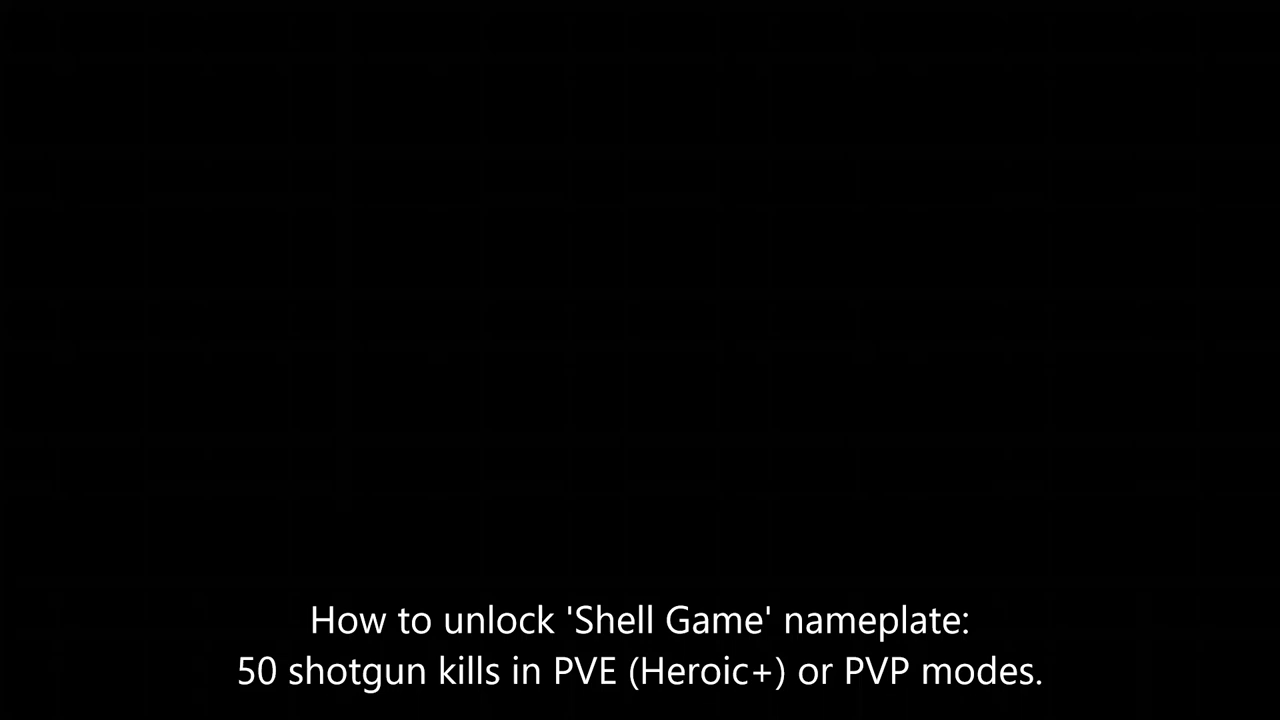 How to unlock 'Shell Game' nameplate:
50 shotgun kills in PVE (Heroic+) or PVP modes.